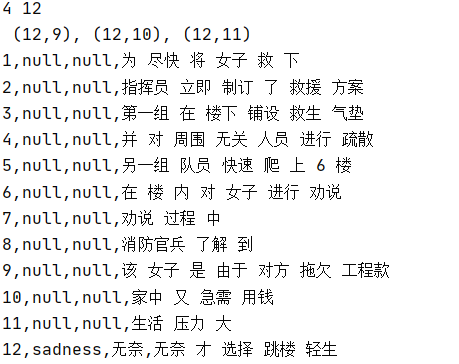 4 12
 (12,9), (12,10), (12,11)
1,null,null,为 尽快 将 女子 救 下
2,null,null,指挥员 立即 制订 了 救援 方案
3,null,null,第一组 在 楼下 铺设 救生 气垫
4,null,null,并 对 周围 无关 人员 进行 疏散
5,null,null,另一组 队员 快速 爬 上 6 楼
6,null,null,在 楼 内 对 女子 进行 劝说
7,null,null,劝说 过程 中
8,null,null,消防官兵 了解 到
9,null,null,该 女子 是 由于 对方 拖欠 工程款
10,null,null,家中 又 急需 用钱
11,null,null,生活 压力 大
12,sadness,无奈,无奈 才 选择 跳楼 轻生